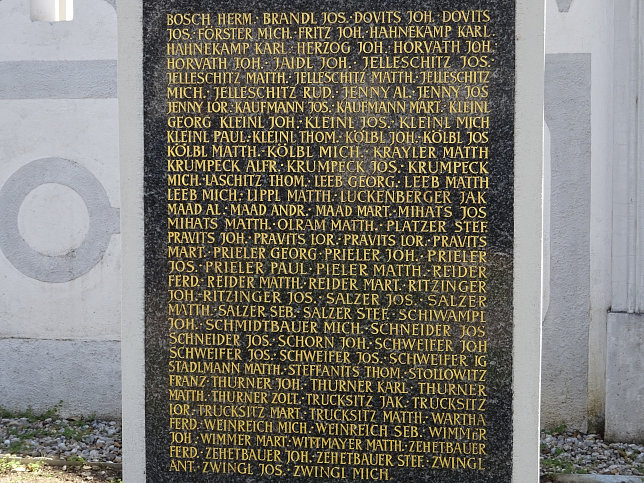 BOSCH HERM.·BRANDL JOS.·DOVITS JOH.·DOVITS
JOS.·FÖRSTER MICH.·FRITZ JOH.·HAHNEKAMP KARL.
HAHNEKAMP KARL.·HERZOG JOH.·HORVATH JOH.
HORVATH JOH.·JAIDL JOH.·JELLESCHITZ JOS.
JELLESCHITZ MATTH.·JELLESCHITZ MATTH.·JELLESCHITZ
MICH.·JELLESCHITZ RUD.·JENNY AL.·JENNY JOS
JENNY LOR.·KAUFMANN JOS.·KAUFMANN MART.·KLEINL
GEORG·KLEINL JOH.·KLEINL JOS.·KLEINL MICH
KLEINL PAUL·KLEINL THOM.·KÖLBL JOH.·KÖLBL JOS
KÖLBL MATTH.·KÖLBL MICH.·KRAYLER MATTH
KRUMPECK ALFR.·KRUMPECK JOS.·KRUMPECK
MICH.·LASCHITZ THOM.·LEEB GEORG.·LEEB MATTH
LEEB MICH.·LIPPL MATTH.·LUCKENBERGER JAK
MAAD AL.·MAAD ANDR.·MAAD MART.·MIHATS JOS
MIHATS MATTH.·OLRAM MATTH.·PLATZER STEF
PRAVITS JOH.·PRAVITS LOR.·PRAVITS LOR.·PRAVITS
MART.·PRIELER GEORG·PRIELER JOH.·PRIELER
JOS.·PRIELER PAUL·PIELER MATTH.·REIDER
FERD.·REIDER MATTH.·REIDER MART.·RITZINGER
JOH.·RITZINGER JOS.·SALZER JOS.·SALZER
MATTH.·SALZER SEB.·SALZER STEF.·SCHIWAMPL
JOH.·SCHMIDTBAUER MICH.·SCHNEIDER JOS
SCHNEIDER JOS.·SCHORN JOH.·SCHWEIFER JOH
SCHWEIFER JOS.·SCHWEIFER JOS.·SCHWEIFER IG
STADLMANN MATTH.·STEFFANITS THOM.·STOLLOWITZ
FRANZ·THURNER JOH.·THURNER KARL·THURNER
MATTH.·THURNER ZOLT.·TRUCKSITZ JAK·TRUCKSITZ
LOR.·TRUCKSITZ MART.·TRUCKSITZ MATTH.·WARTHA
FERD.·WEINREICH MICH.·WEINREICH SEB.·WIMMER
JOH.·WIMMER MART.·WITTMAYER MATTH.·ZEHETBAUER
FERD.·ZEHETBAUER JOH.·ZEHETBAUER STEF.·ZWINGL
ANT.·ZWINGL JOS.·ZWINGL MICH.